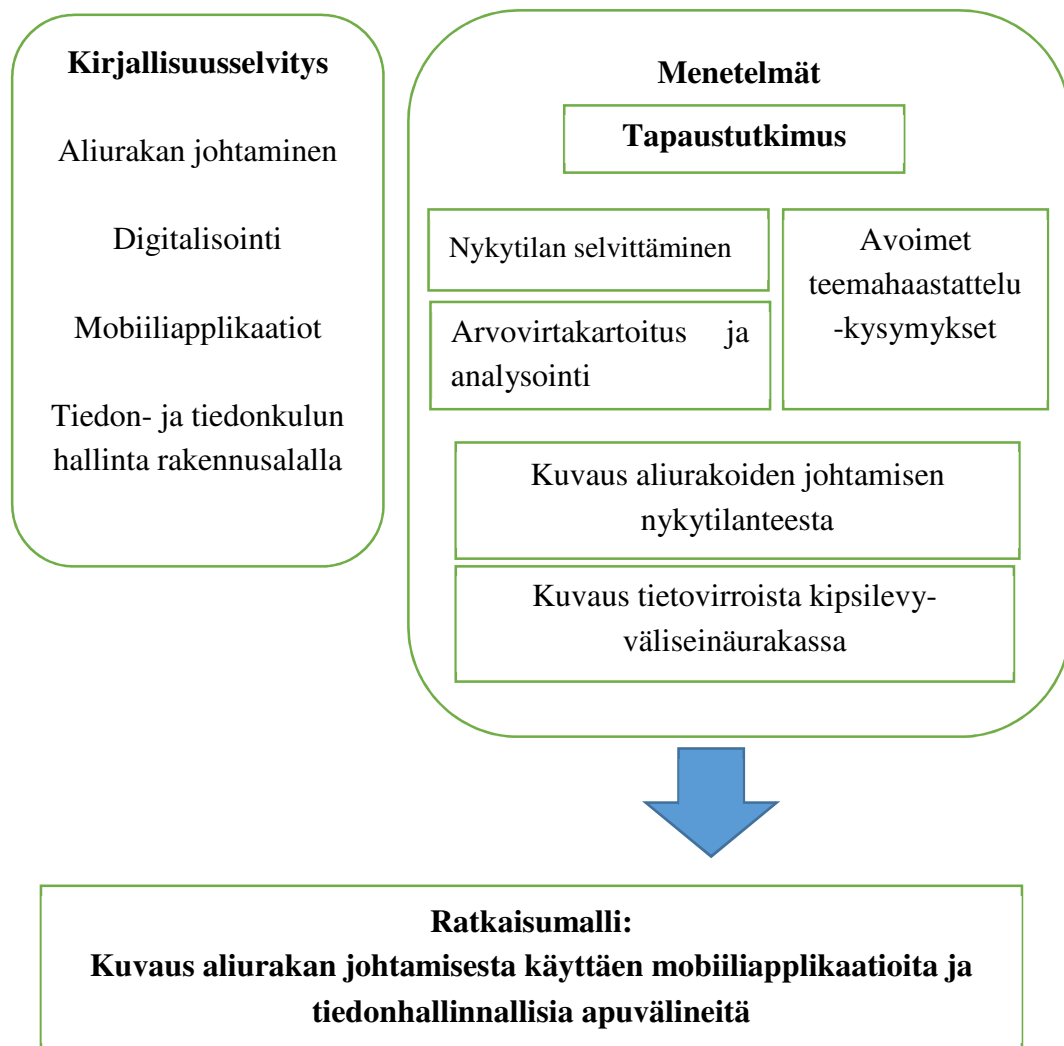 Kirjallisuusselvitys
Aliurakan johtaminen
Digitalisointi
Mobiiliapplikaatiot
Tiedon- ja tiedonkulun
hallinta rakennusalalla
Menetelmät
Tapaustutkimus
Nykytilan selvittäminen
Arvovirtakartoitus ja
analysointi
Avoimet
teemahaastattelu
-kysymykset
Kuvaus aliurakoiden johtamisen
nykytilanteesta
Kuvaus tietovirroista kipsilevy-
väliseinäurakassa
Ratkaisumalli:
Kuvaus aliurakan johtamisesta käyttäen mobiiliapplikaatioita ja
tiedonhallinnallisia apuvälineitä